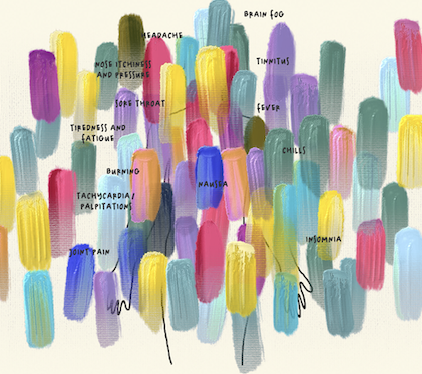 BRAIN FOG
HEADACHE
NOSE ITCHINESS
AND PRESSURE
TINNITUS
SORE THROAT
FEVER
TIREDNESS AND
FATIGUE
CHILLS
BURNING
NAUSEA
TACHYCARDIA/
PALPITATIONS
INSOMNIA
JOINT PAIN